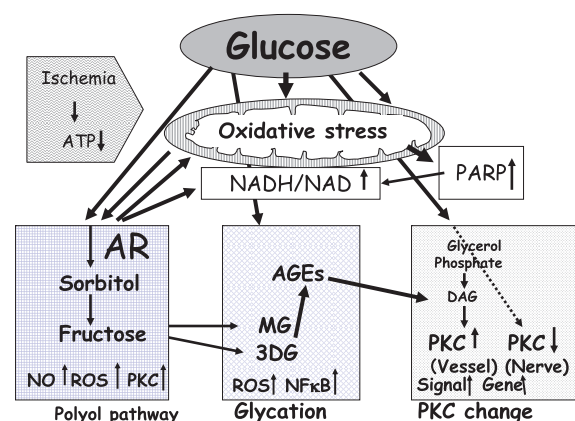 Glucose
Ischemia
ATP↓
Oxidative stress
NADH/NAD ↑
PARP↑
AR
Sorbitol
Fructose
NO ↑ ROS ↑ PKC↑
Polyol pathway
AGEs
MG
3DG
ROS↑ NFκB↑
Glycation
Glycerol
Phosphate
DAG
PKC ↑ PKC↓
(Vessel) (Nerve)
Signal↑ Gene↑
PKC change